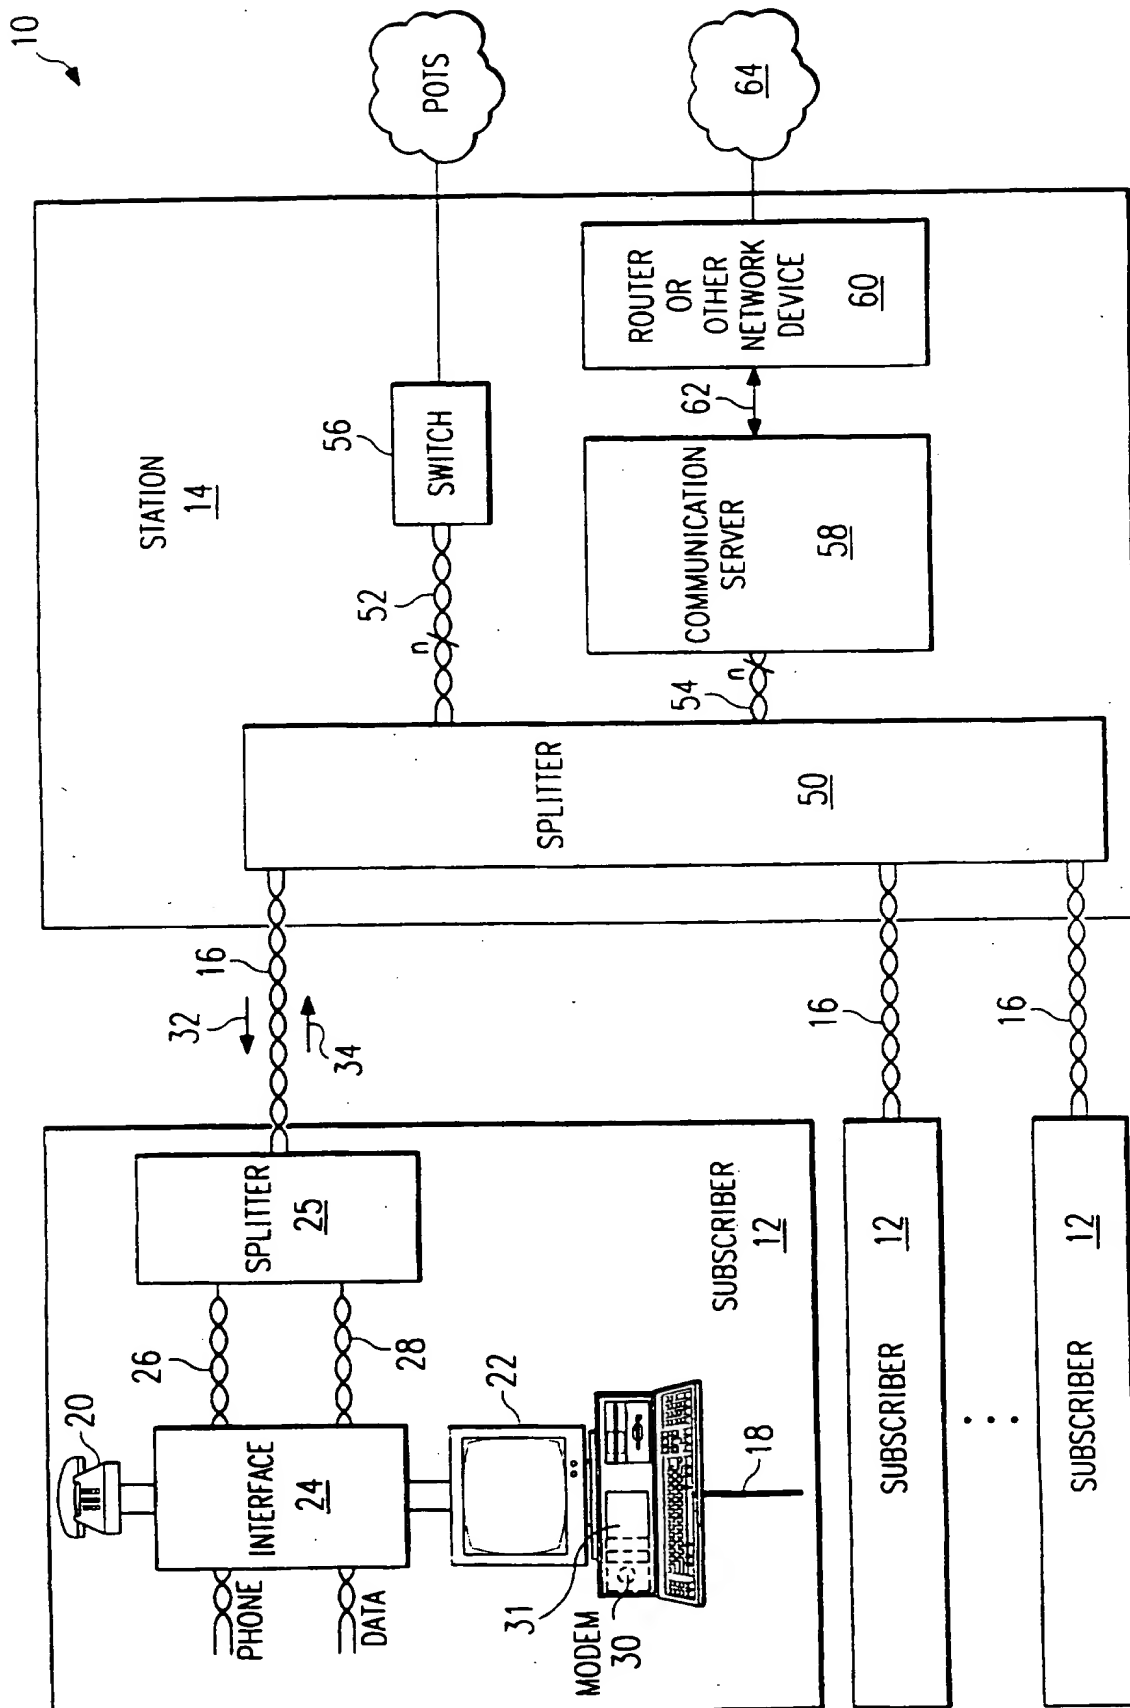 10
POTS
64
STATION
14
56
SWITCH
52
n
ROUTER
OR
OTHER
NETWORK
DEVICE
60
62
COMMUNICATION
SERVER
58
n
54
SPLITTER
50
32
16
34
16
16
SPLITTER
25
26
28
20
INTERFACE
24
PHONE
DATA
22
31
MODEM
30
18
SUBSCRIBER
12
SUBSCRIBER
12
SUBSCRIBER
12